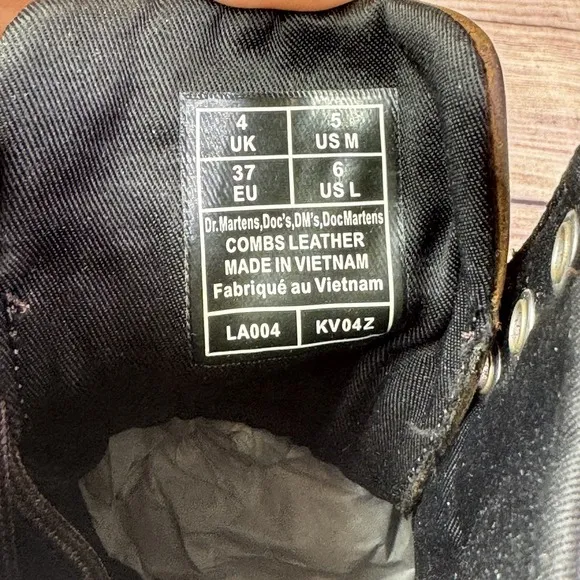 4 5
UK US M
37 6
EU US L
Dr.Martens,Doc's,DM's,DocMartens
COMBS LEATHER
MADE IN VIETNAM
Fabriqué au Vietnam
LA004 KV04Z